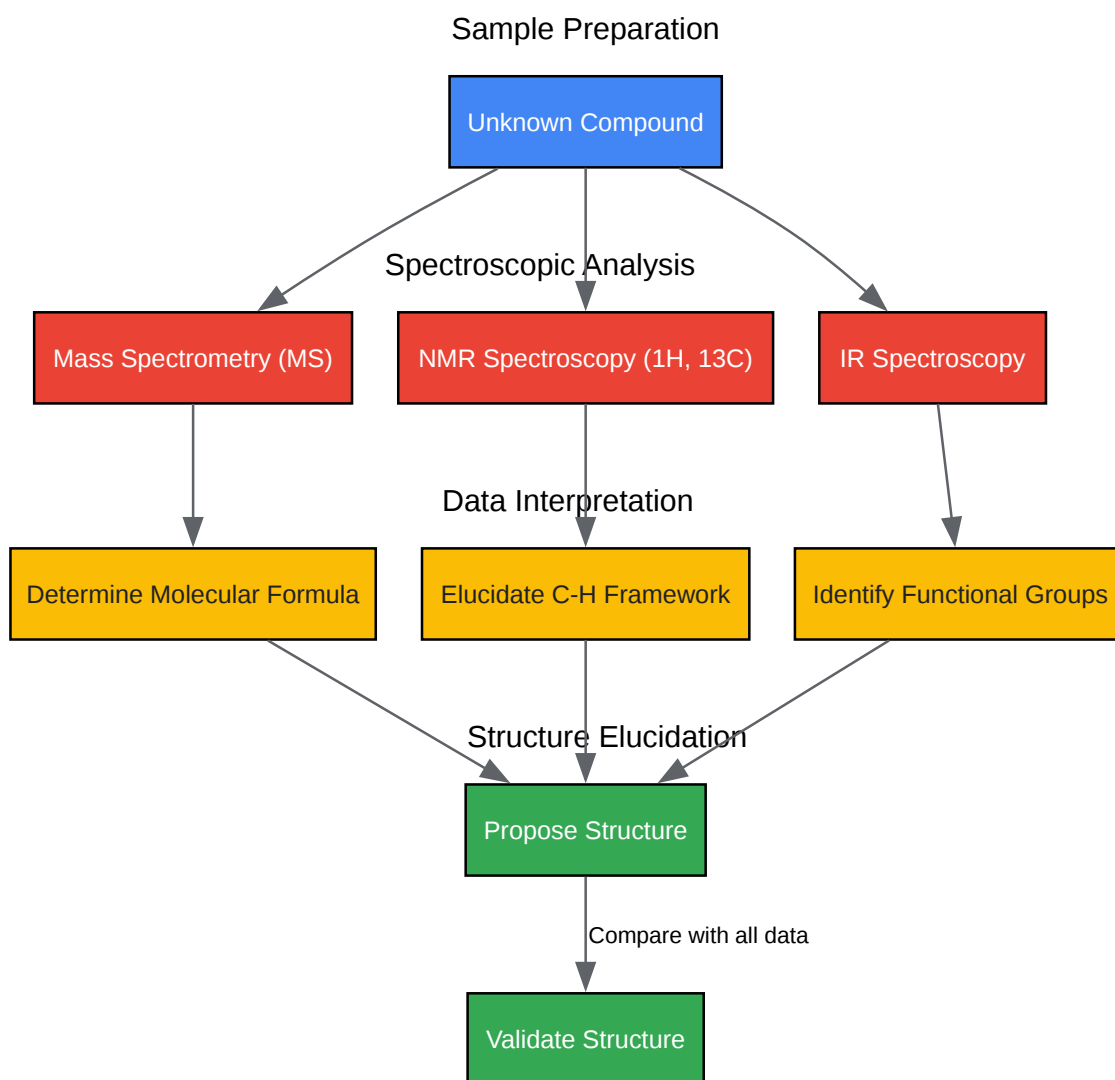 Sample Preparation
Unknown Compound
Spectroscopic Analysis
Mass Spectrometry (MS)
NMR Spectroscopy (1H, 13C)
IR Spectroscopy
Data Interpretation
Determine Molecular Formula
Elucidate C-H Framework
Identify Functional Groups
Structure Elucidation
Propose Structure
Compare with all data
Validate Structure